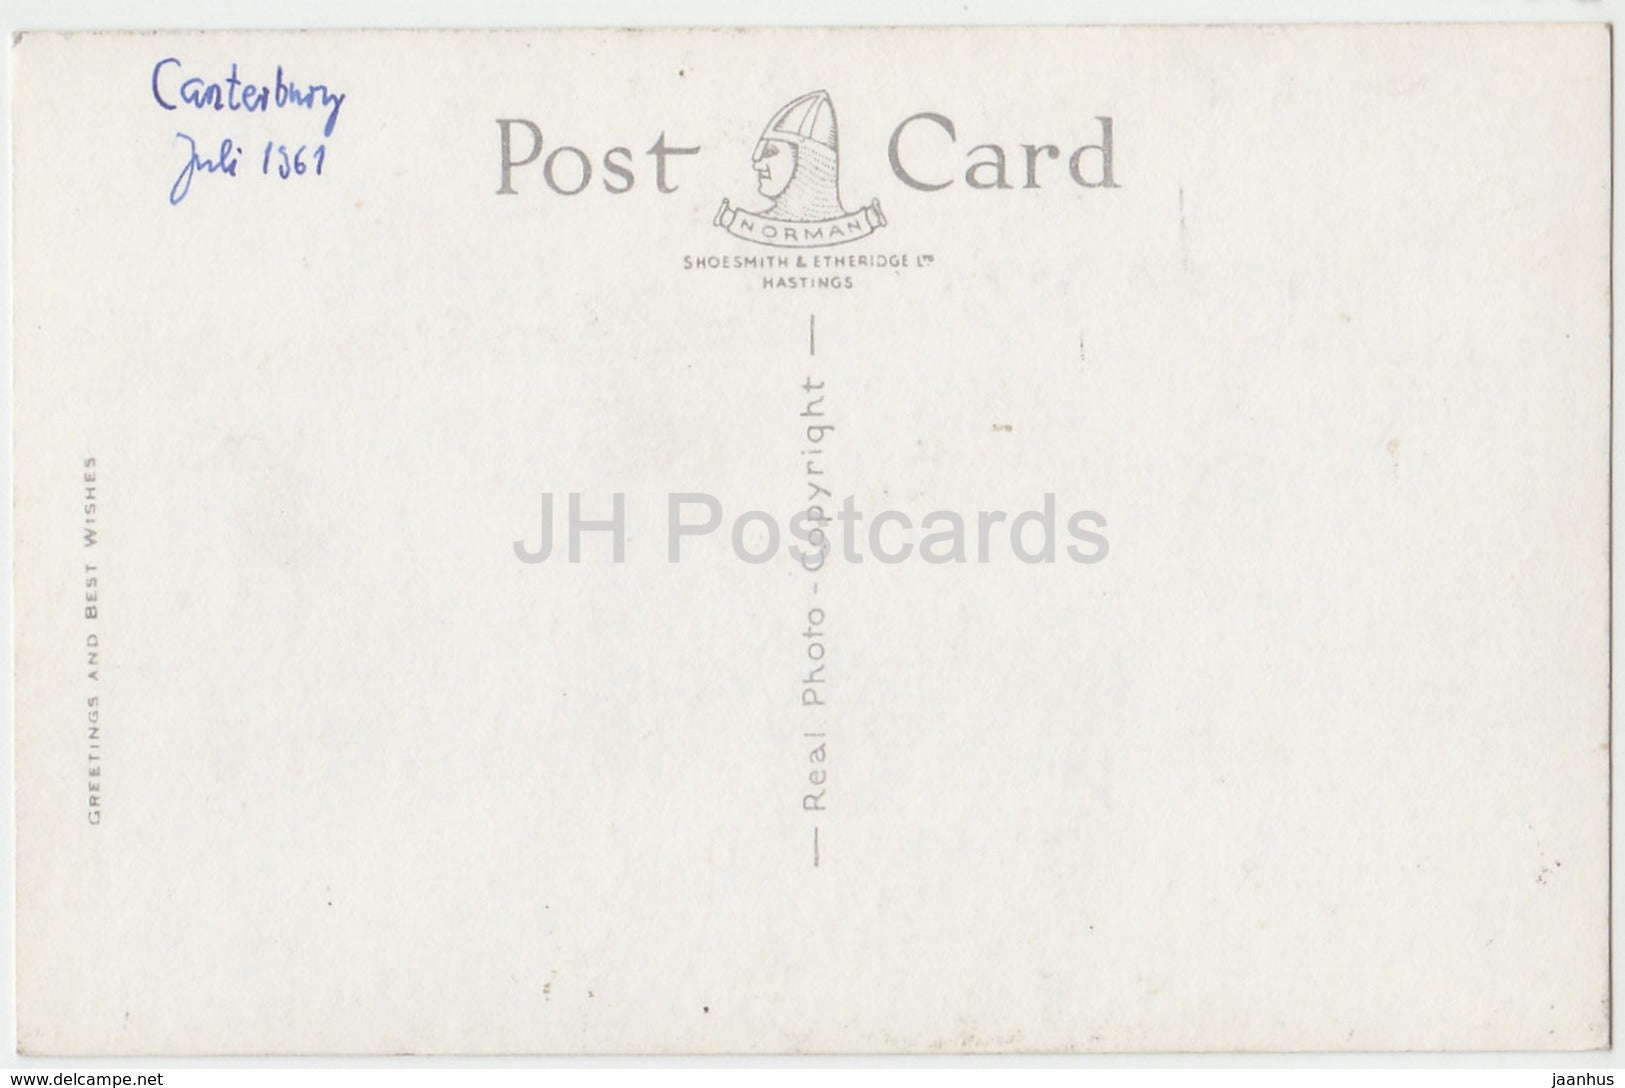 Canterbury
Juli 1961
Post Card
NORMAN
SHOESMITH & ETHERIDGE LTD
HASTINGS
— Real Photo - Copyright —
GREETINGS AND BEST WISHES
JH Postcards
www.delcampe.net
jaanhus